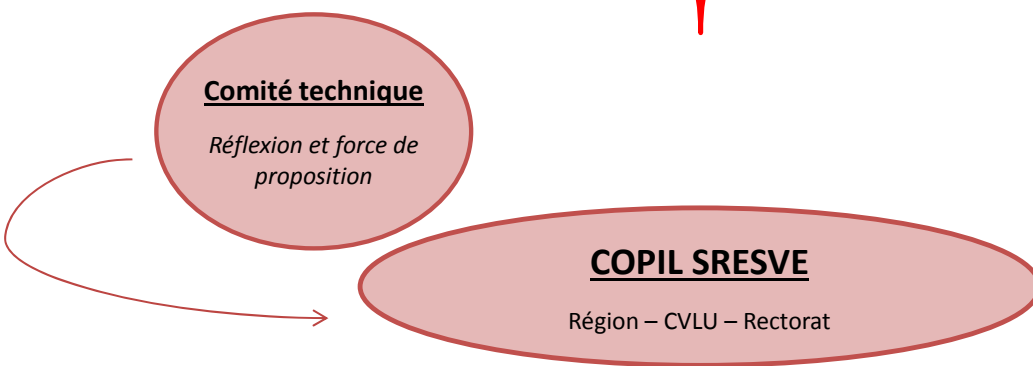 Comité technique
Réflexion et force de
proposition
COPIL SRESVE
Région – CVLU – Rectorat